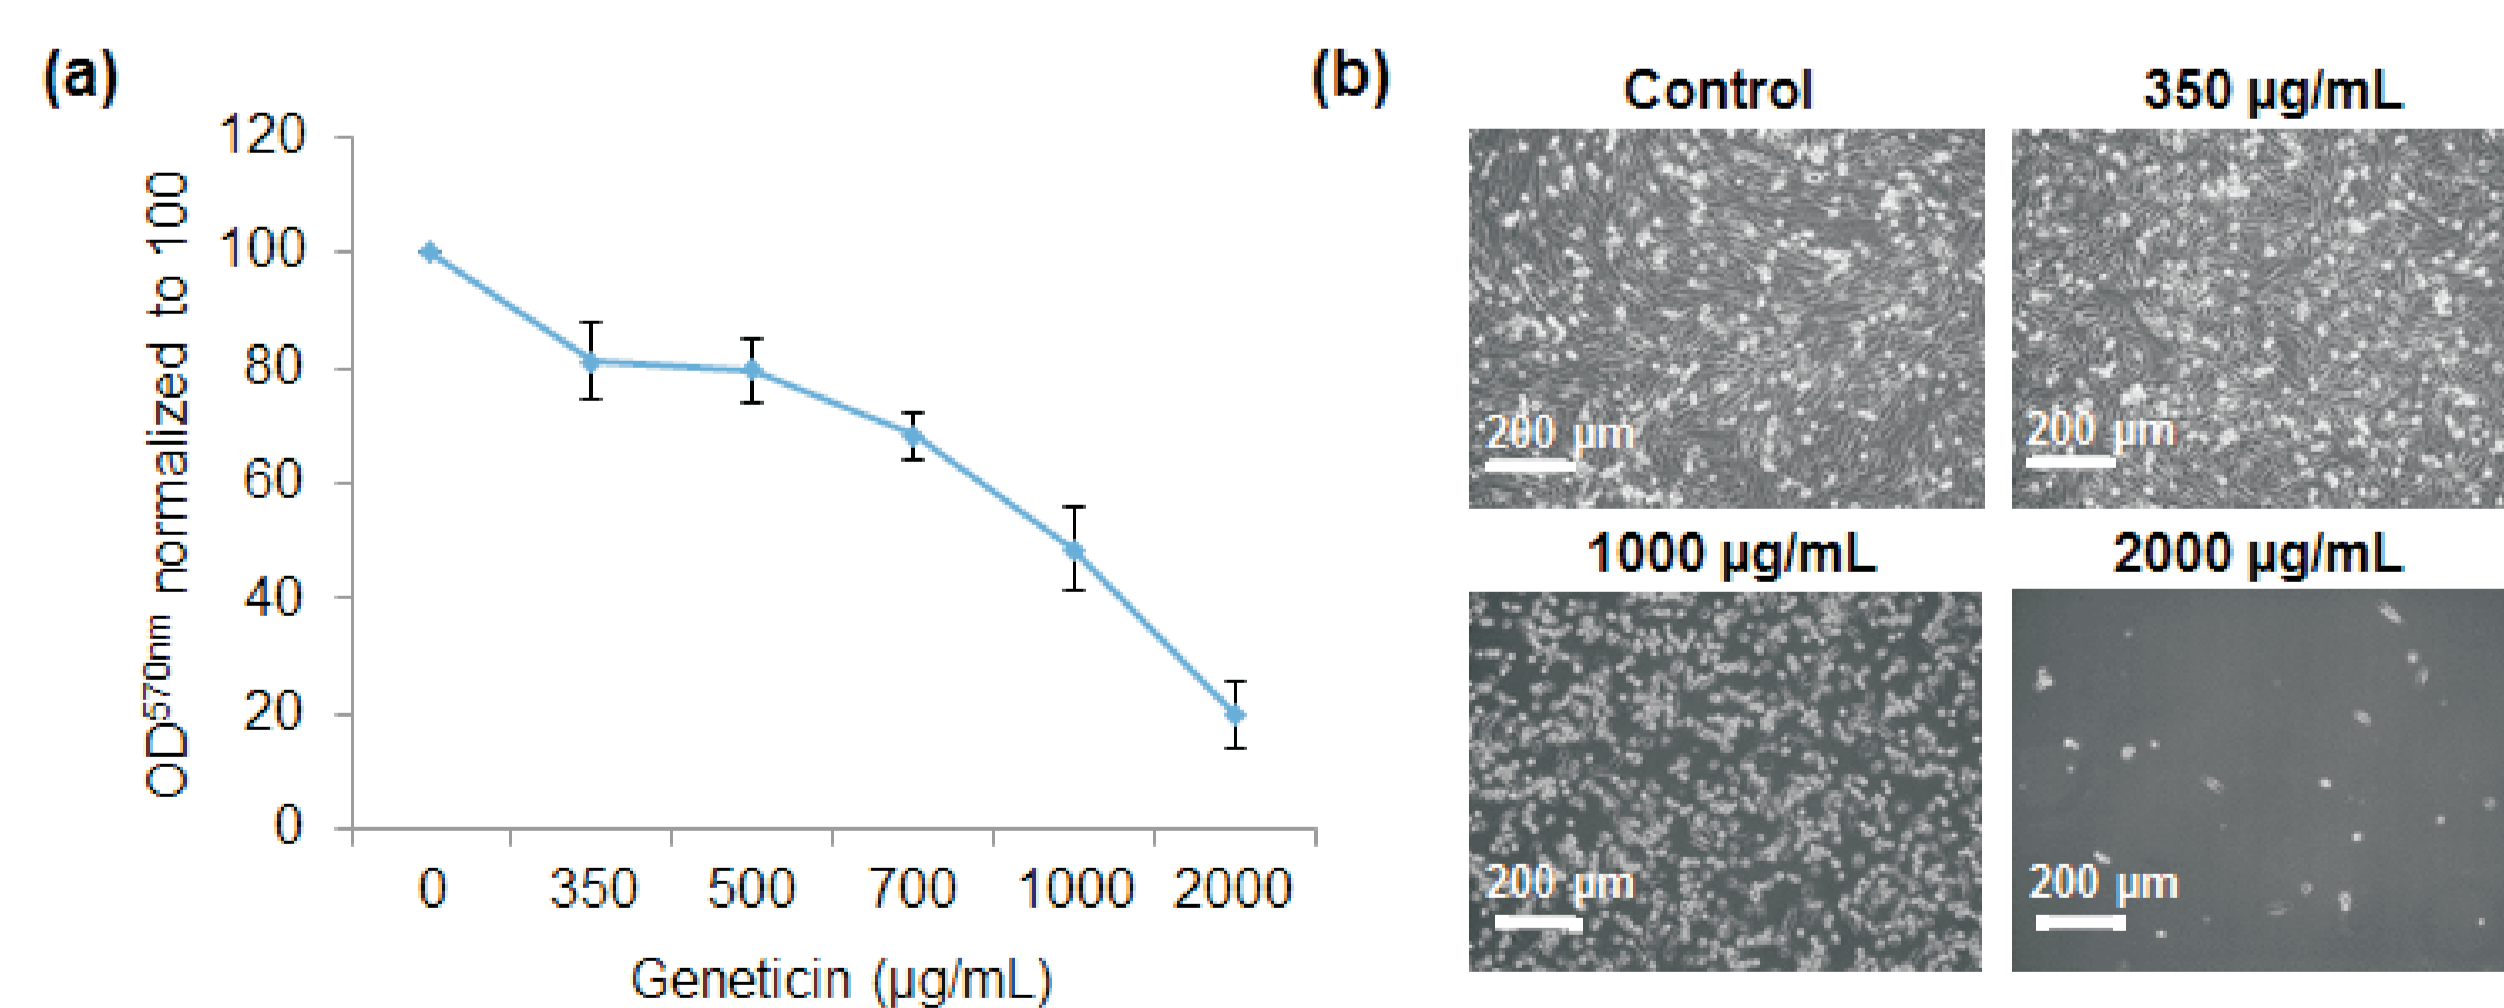 (a)
120
100
80
60
40
20
0
OD570nm normalized to 100
0 350 500 700 1000 2000
Geneticin (µg/mL)
(b)
Control
350 µg/mL
200 µm
200 µm
1000 µg/mL
2000 µg/mL
200 µm
200 µm